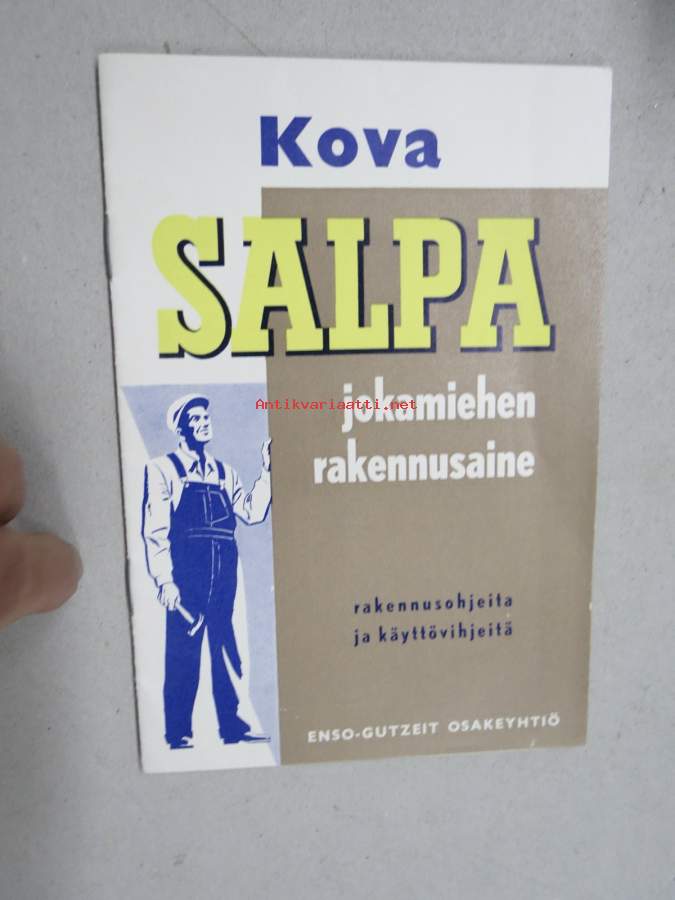 Kova
SALPA
Antikvariaatti.net
jokamiehen
rakennusaine
rakennusohjeita
ja käyttövihjeitä
ENSO-GUTZEIT OSAKEYHTIÖ